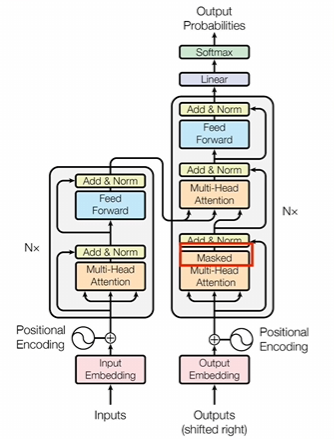 Output
Probabilities
Softmax
Linear
Add & Norm
Feed
Forward
Add & Norm
Multi-Head
Attention
Nx
Add & Norm
Masked
Multi-Head
Attention
Positional
Encoding
Output
Embedding
Outputs
(shifted right)
Add & Norm
Feed
Forward
Nx
Add & Norm
Multi-Head
Attention
Positional
Encoding
Input
Embedding
Inputs